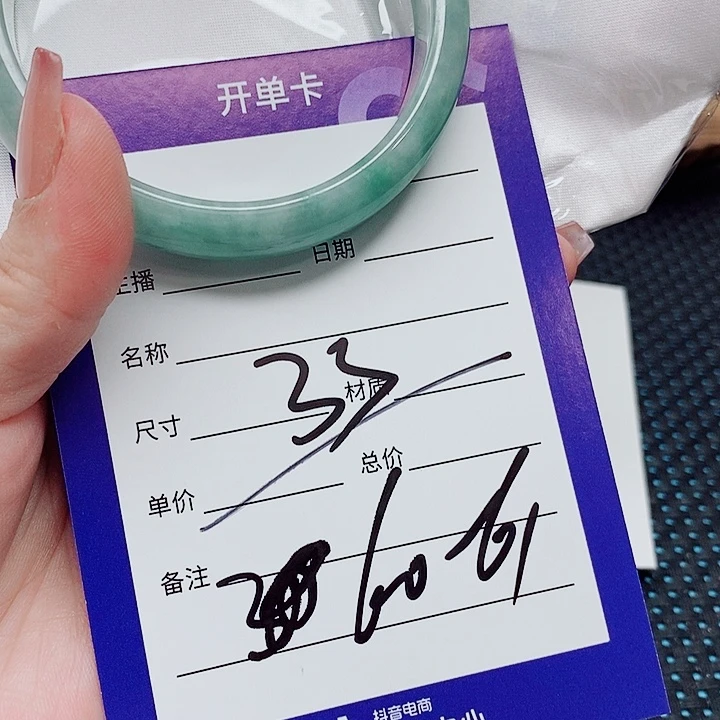 开单卡
主播 日期
名称
33
尺寸 材质
单价 总价
备注
抖音电商